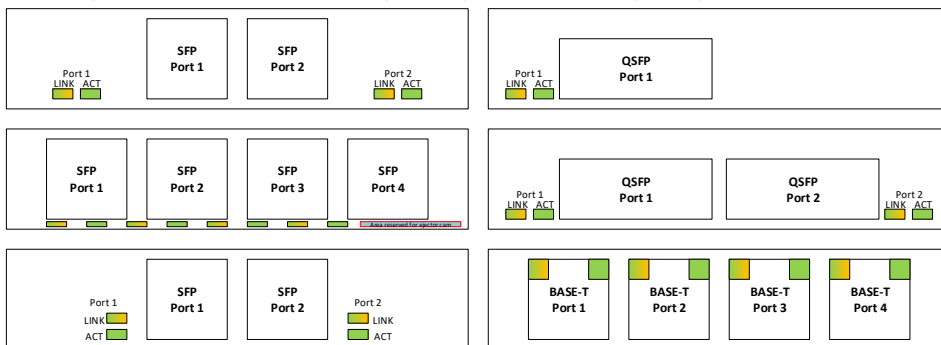 SFP
Port 1
SFP
Port 2
Port 1
LINK ACT
Port 2
LINK ACT
QSFP
Port 1
Port 1
LINK ACT
SFP
Port 1
SFP
Port 2
SFP
Port 3
SFP
Port 4
Area reserved for ejector cam
QSFP
Port 1
QSFP
Port 2
Port 1
LINK ACT
Port 2
LINK ACT
Port 1
LINK
ACT
SFP
Port 1
SFP
Port 2
Port 2
LINK
ACT
BASE-T
Port 1
BASE-T
Port 2
BASE-T
Port 3
BASE-T
Port 4